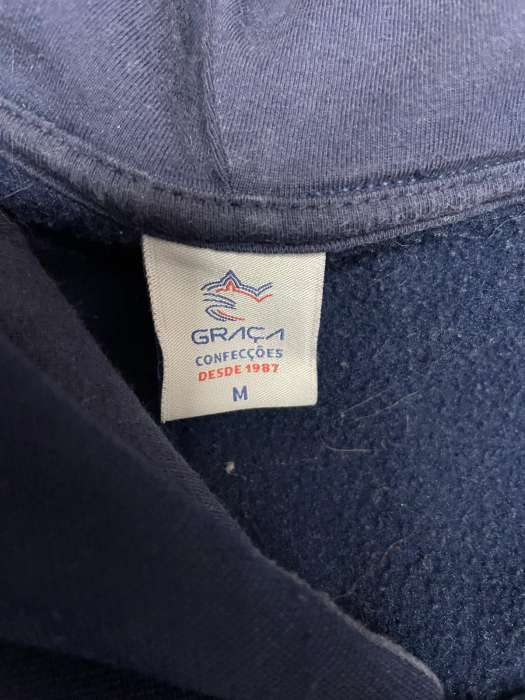 GRAÇA
CONFECÇÕES
DESDE 1987
M